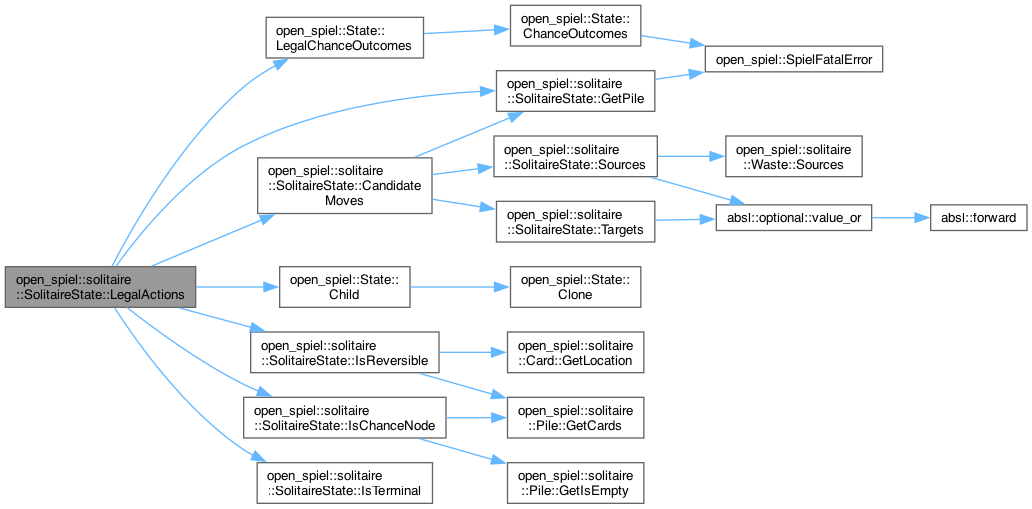 open_spiel::State::
LegalChanceOutcomes
open_spiel::State::
ChanceOutcomes
open_spiel::SpielFatalError
open_spiel::solitaire
::SolitaireState::GetPile
open_spiel::solitaire
::SolitaireState::Sources
open_spiel::solitaire
::Waste::Sources
open_spiel::solitaire
::SolitaireState::Candidate
Moves
open_spiel::solitaire
::SolitaireState::Targets
absl::optional::value_or
absl::forward
open_spiel::solitaire
::SolitaireState::LegalActions
open_spiel::State::
Child
open_spiel::State::
Clone
open_spiel::solitaire
::SolitaireState::IsReversible
open_spiel::solitaire
::Card::GetLocation
open_spiel::solitaire
::SolitaireState::IsChanceNode
open_spiel::solitaire
::Pile::GetCards
open_spiel::solitaire
::SolitaireState::IsTerminal
open_spiel::solitaire
::Pile::GetIsEmpty